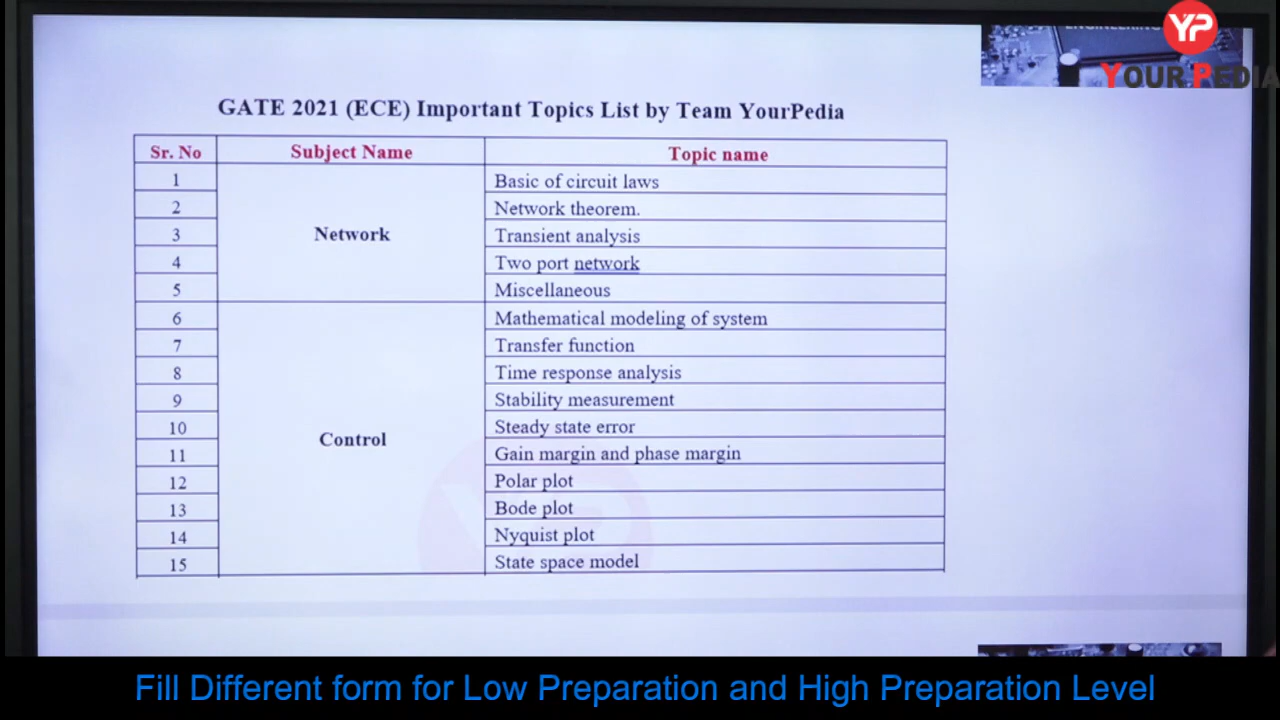 ENGINEERING
YP
YOUR PEDIA
GATE 2021 (ECE) Important Topics List by Team YourPedia
Sr. No Subject Name Topic name
1 Basic of circuit laws
2 Network theorem.
3 Network Transient analysis
4 Two port network
5 Miscellaneous
6 Mathematical modeling of system
7 Transfer function
8 Time response analysis
9 Stability measurement
10 Steady state error
Control
11 Gain margin and phase margin
12 Polar plot
13 Bode plot
14 Nyquist plot
15 State space model
YP
Fill Different form for Low Preparation and High Preparation Level